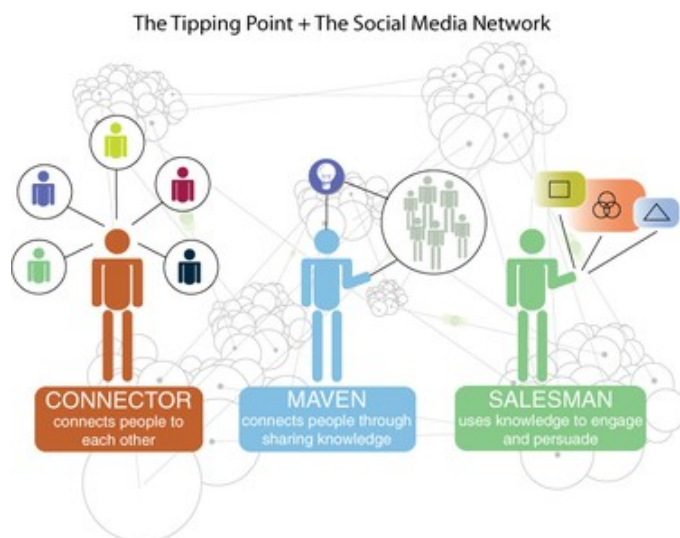 The Tipping Point + The Social Media Network
CONNECTOR
connects people to
each other
MAVEN
connects people through
sharing knowledge
SALESMAN
uses knowledge to engage
and persuade